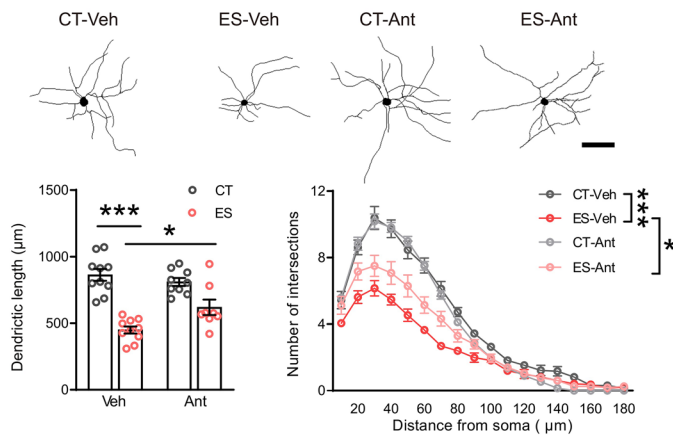 CT-Veh ES-Veh CT-Ant ES-Ant
1500
1000
500
0
Dendrictic length (µm)
CT
ES
***
*
Veh Ant
12
8
4
0
Number of intersections
CT-Veh
ES-Veh
CT-Ant
ES-Ant
***
*
20 40 60 80 100 120 140 160 180
Distance from soma ( µm)